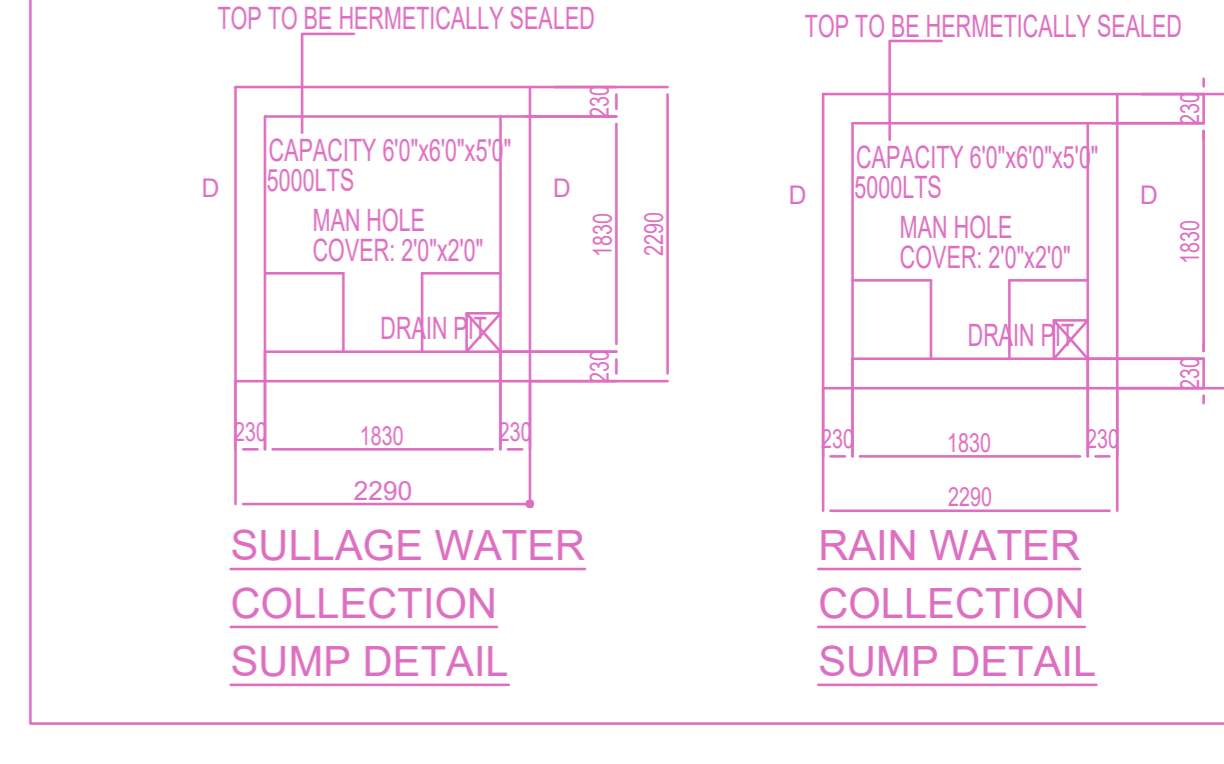 TOP TO BE HERMETICALLY SEALED
230
CAPACITY 6'0"x6'0"x5'0"
5000LTS
D
D
MAN HOLE
COVER: 2'0"x2'0"
1830
2290
DRAIN PIT
230
230
1830
230
2290
SULLAGE WATER
COLLECTION
SUMP DETAIL
TOP TO BE HERMETICALLY SEALED
230
CAPACITY 6'0"x6'0"x5'0"
5000LTS
D
D
MAN HOLE
COVER: 2'0"x2'0"
1830
DRAIN PIT
230
230
1830
230
2290
RAIN WATER
COLLECTION
SUMP DETAIL